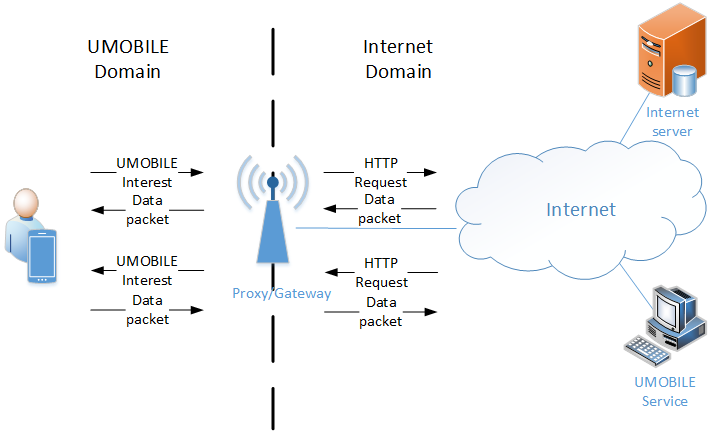 UMOBILE
Domain
Internet
Domain
Internet
server
UMOBILE
Interest
Data
packet
HTTP
Request
Data
packet
Internet
UMOBILE
Interest
Data
packet
Proxy/Gateway
HTTP
Request
Data
packet
UMOBILE
Service